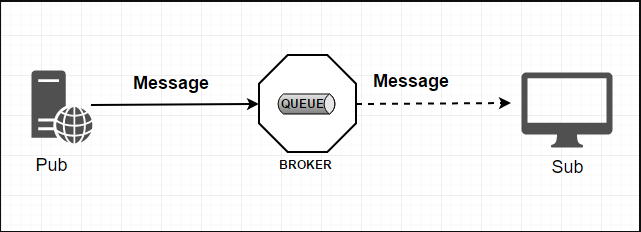 Message
Message
QUEUE
Pub
BROKER
Sub